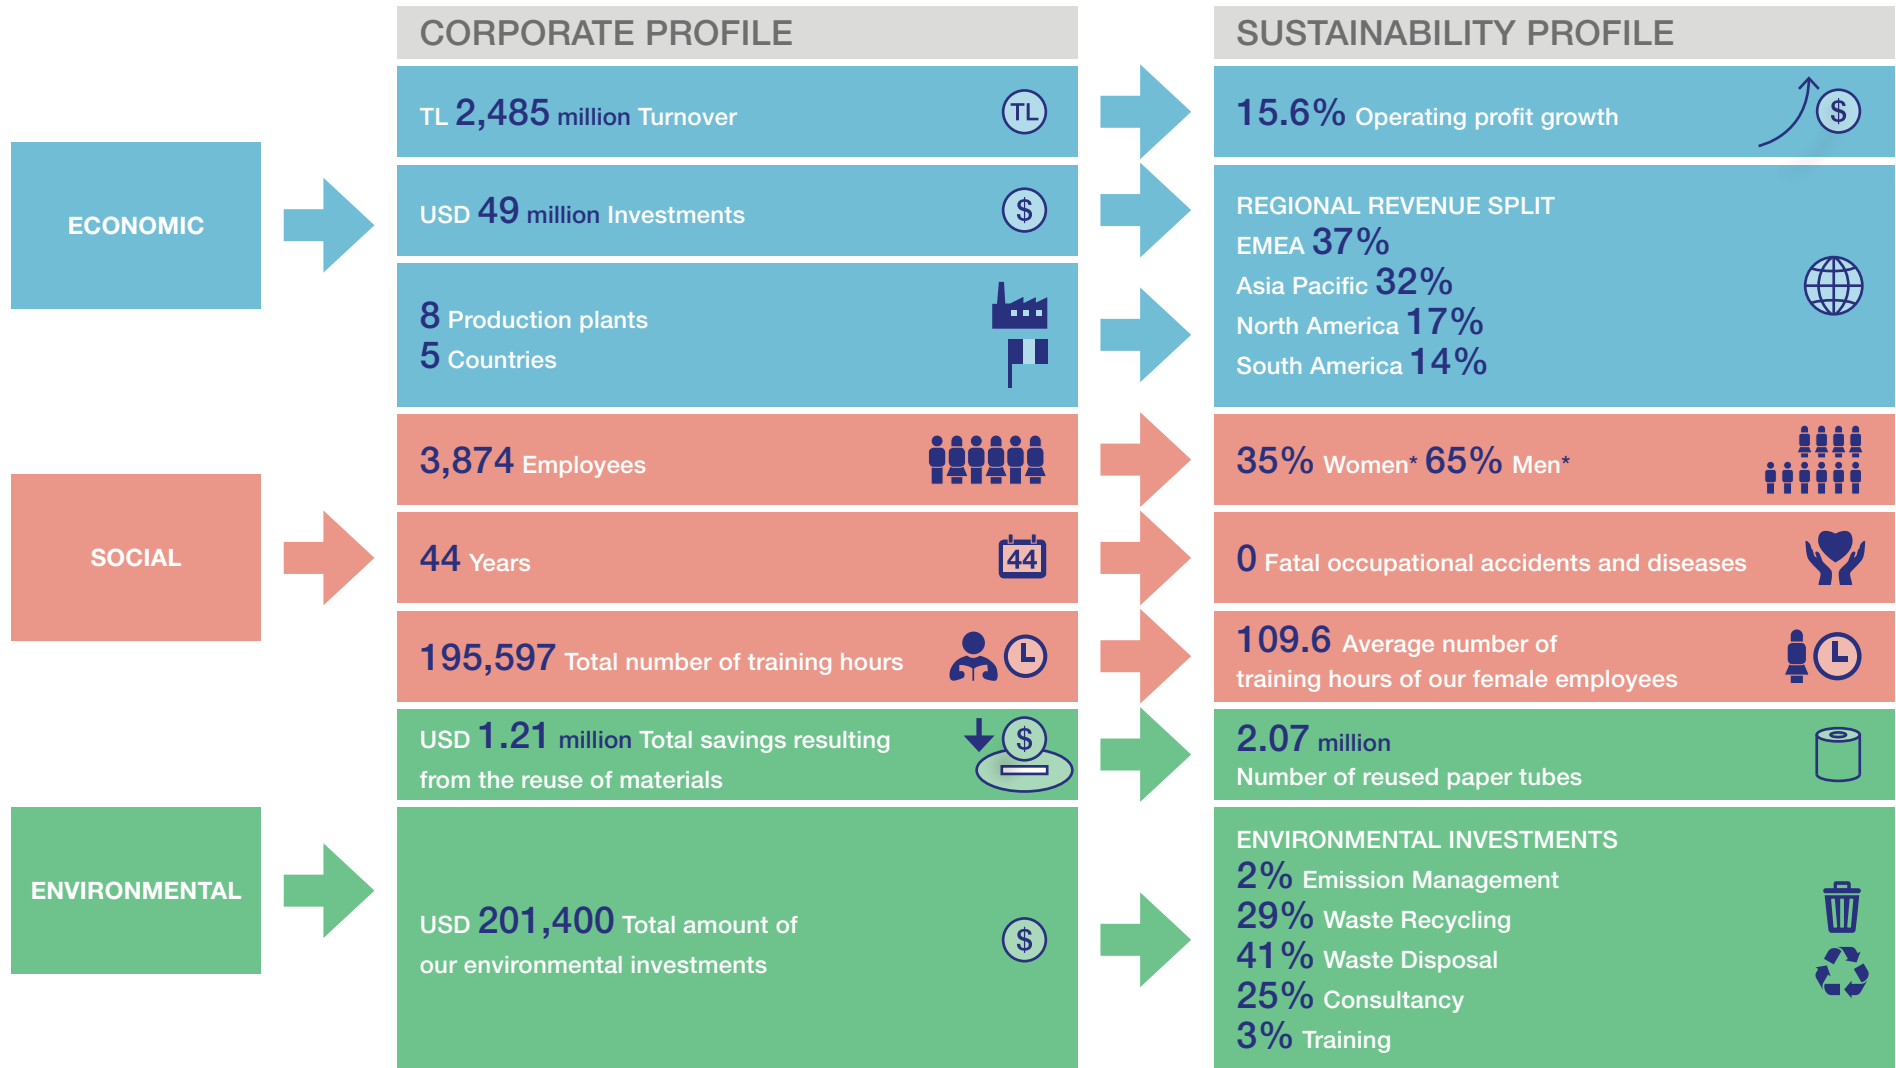 CORPORATE PROFILE
SUSTAINABILITY PROFILE
ECONOMIC
TL 2,485 million Turnover
TL
15.6% Operating profit growth
$
USD 49 million Investments
$
8 Production plants
5 Countries
REGIONAL REVENUE SPLIT
EMEA 37%
Asia Pacific 32%
North America 17%
South America 14%
SOCIAL
3,874 Employees
35% Women* 65% Men*
44 Years
44
0 Fatal occupational accidents and diseases
195,597 Total number of training hours
109.6 Average number of
training hours of our female employees
ENVIRONMENTAL
USD 1.21 million Total savings resulting
from the reuse of materials
$
2.07 million
Number of reused paper tubes
USD 201,400 Total amount of
our environmental investments
$
ENVIRONMENTAL INVESTMENTS
2% Emission Management
29% Waste Recycling
41% Waste Disposal
25% Consultancy
3% Training